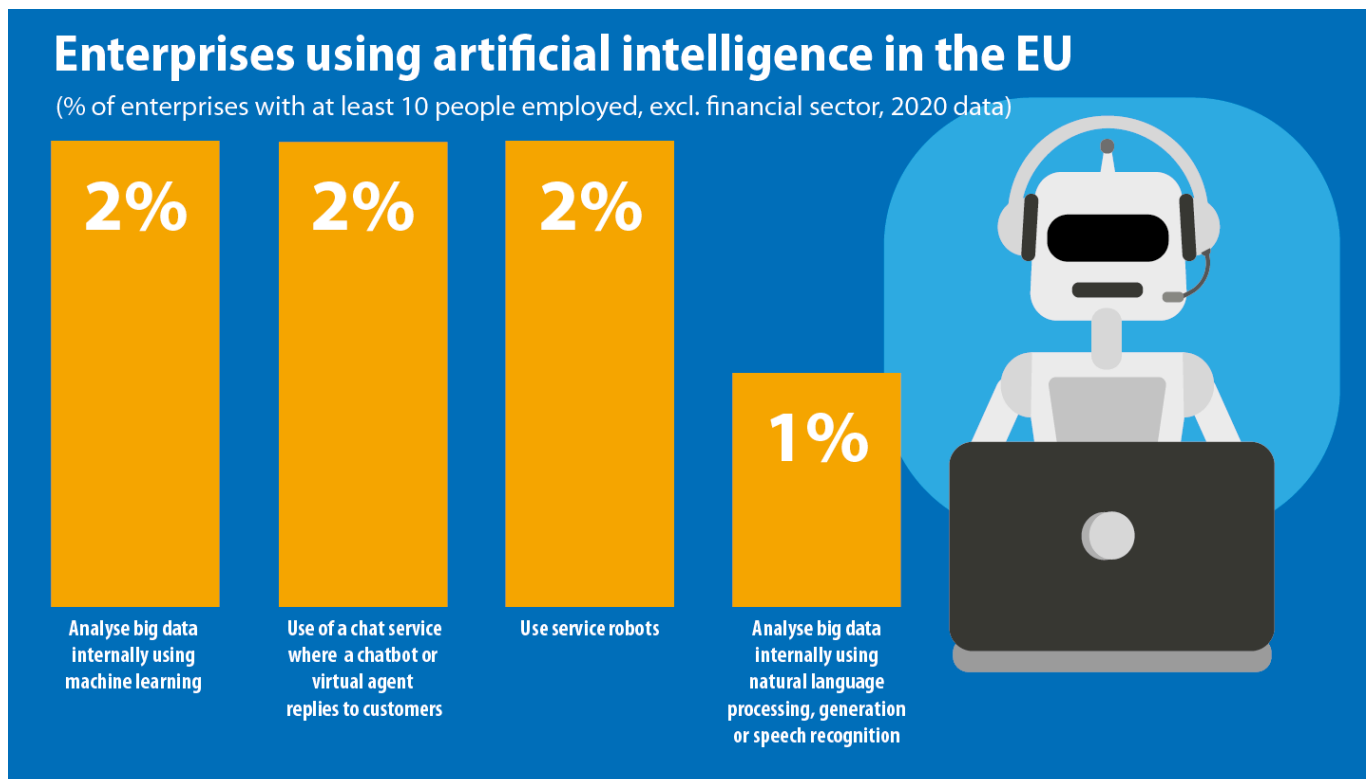 Enterprises using artificial intelligence in the EU
(% of enterprises with at least 10 people employed, excl. financial sector, 2020 data)
2%
2%
2%
1%
Analyse big data
internally using
machine learning
Use of a chat service
where a chatbot or
virtual agent
replies to customers
Use service robots
Analyse big data
internally using
natural language
processing, generation
or speech recognition